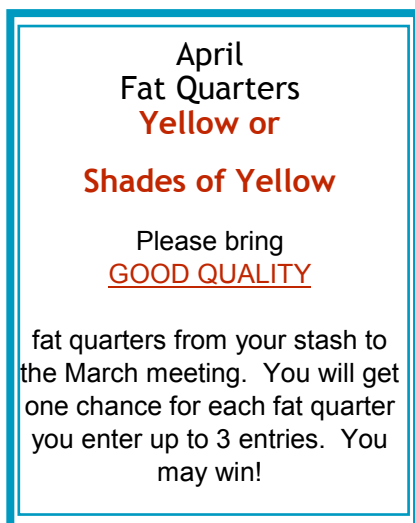 April
Fat Quarters
Yellow or
Shades of Yellow
Please bring
GOOD QUALITY
fat quarters from your stash to
the March meeting.  You will get
one chance for each fat quarter
you enter up to 3 entries.  You
may win!